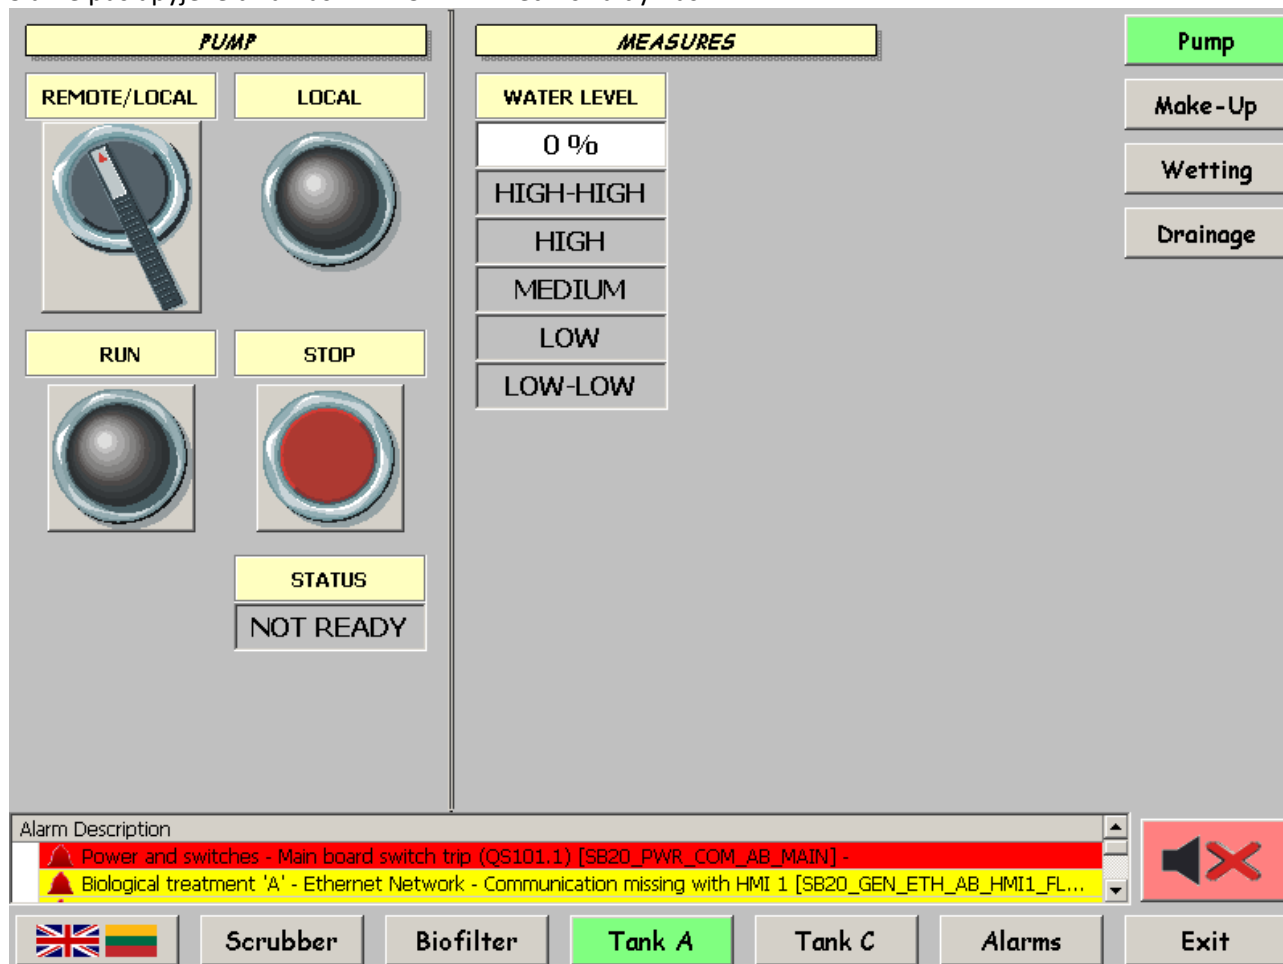 PUMP
MEASURES
Pump
REMOTE/LOCAL
LOCAL
WATER LEVEL
Make-Up
0 %
Wetting
HIGH-HIGH
HIGH
Drainage
MEDIUM
LOW
RUN
STOP
LOW-LOW
STATUS
NOT READY
Alarm Description
Power and switches - Main board switch trip (QS101.1) [SB20_PWR_COM_AB_MAIN] -
Biological treatment 'A' - Ethernet Network - Communication missing with HMI 1 [SB20_GEN_ETH_AB_HMI1_FL...
Scrubber
Biofilter
Tank A
Tank C
Alarms
Exit